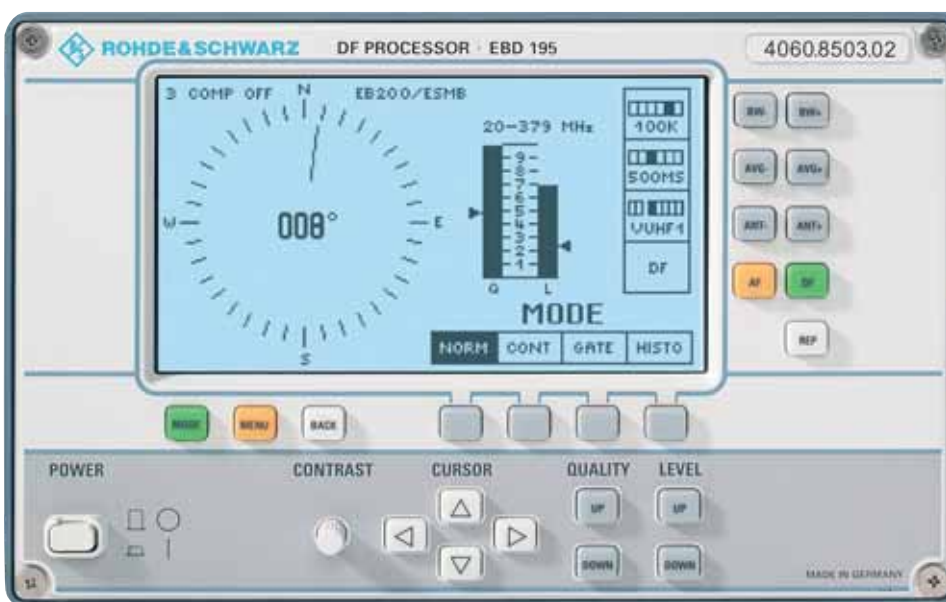 ROHDE&SCHWARZ DF PROCESSOR · EBD 195 4060.8503.02
3 COMP OFF N EB200/ESMB
20-379 MHz
100K
500MS
VUHF1
DF
W 008° E
S
9
8
7
6
5
4
3
2
1
Q L
MODE
NORM CONT GATE HISTO
BW- BW+
AVG- AVG+
ANT- ANT+
AF DF
REP
MODE MENU BACK
POWER CONTRAST CURSOR QUALITY LEVEL
UP UP
DOWN DOWN
MADE IN GERMANY